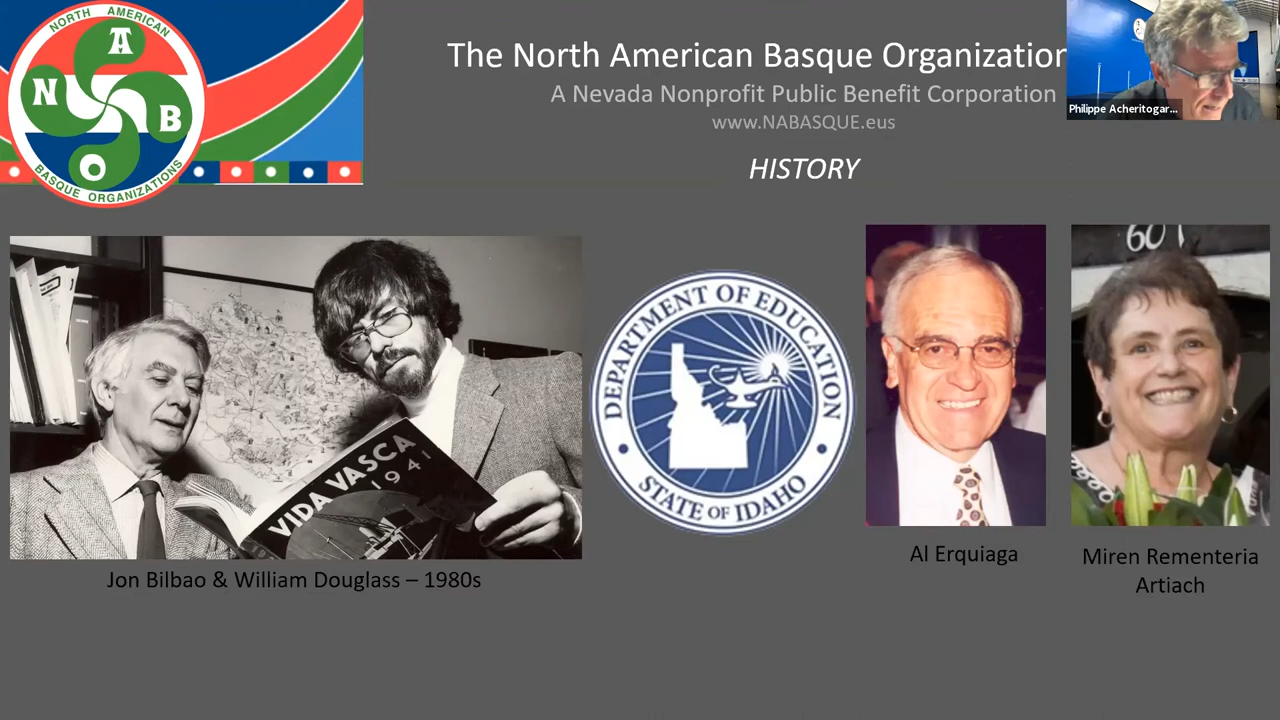 NORTH AMERICAN
A
N
B
O
BASQUE ORGANIZATIONS
The North American Basque Organization
A Nevada Nonprofit Public Benefit Corporation
www.NABASQUE.eus
HISTORY
Philippe Acheritogar...
VIDA VASCA
1941
DEPARTMENT OF EDUCATION
STATE OF IDAHO
601
Jon Bilbao & William Douglass – 1980s
Al Erquiaga
Miren Rementeria
Artiach